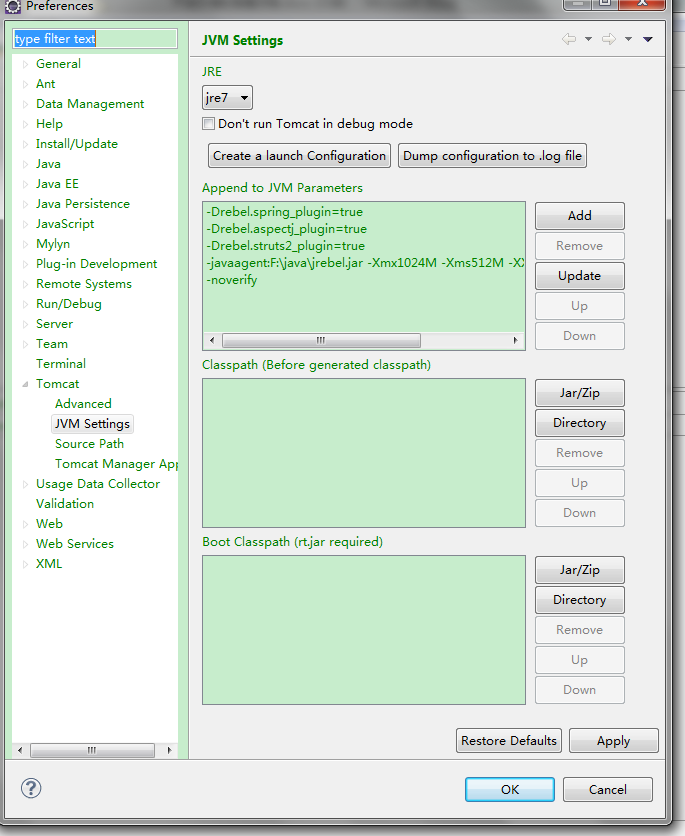 Preferences
type filter text
General
Ant
Data Management
Help
Install/Update
Java
Java EE
Java Persistence
JavaScript
Mylyn
Plug-in Development
Remote Systems
Run/Debug
Server
Team
Terminal
Tomcat
Advanced
JVM Settings
Source Path
Tomcat Manager App
Usage Data Collector
Validation
Web
Web Services
XML
JVM Settings
JRE
jre7
Don't run Tomcat in debug mode
Create a launch Configuration
Dump configuration to .log file
Append to JVM Parameters
-Drebel.spring_plugin=true
-Drebel.aspectj_plugin=true
-Drebel.struts2_plugin=true
-javaagent:F:\java\jrebel.jar -Xmx1024M -Xms512M -XX
-noverify
Add
Remove
Update
Up
Down
Classpath (Before generated classpath)
Jar/Zip
Directory
Remove
Up
Down
Boot Classpath (rt.jar required)
Jar/Zip
Directory
Remove
Up
Down
Restore Defaults
Apply
OK
Cancel